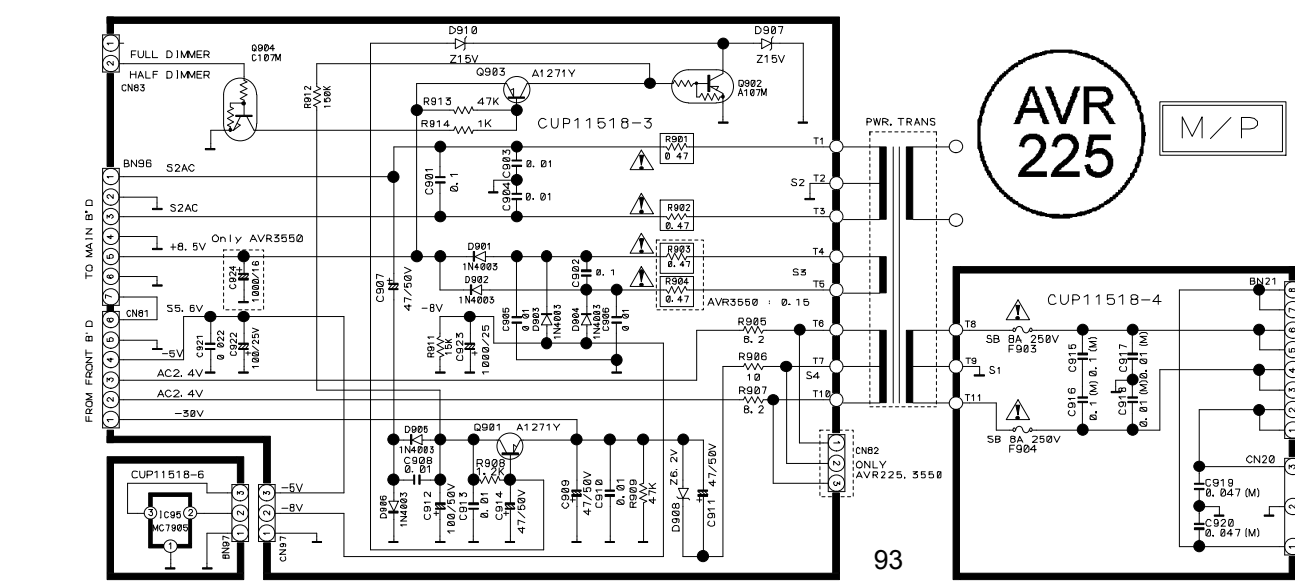 D910
Z15V
D907
Z15V
FULL DIMMER
HALF DIMMER
CN83
Q904
C107M
R912
150K
Q903
A1271Y
R913
47K
R914
1K
CUP11518-3
Q902
A107M
PWR. TRANS
AVR
225
M/P
BN96
S2AC
S2AC
+8. 5V
TO MAIN B'D
Only AVR3550
C924
1000/16
C901
0. 1
C903
0. 01
C904
0. 01
R901
0 47
R902
0. 47
R903
0. 47
R904
0. 47
AVR3550 : 0. 15
T1
T2
S2
T3
T4
S3
T5
T6
T7
S4
T10
D901
1N4003
D902
1N4003
C902
0. 1
C907
47/50V
-8V
R911
15K
C923
1000/25
C905
0 01
D903
1N4003
D904
1N4003
C906
0 01
R905
8. 2
R906
10
R907
8. 2
CN81
S5. 6V
C921
0 022
C922
100/25V
-5V
AC2. 4V
AC2. 4V
-30V
FROM FRONT B'D
D905
1N4003
C908
0. 01
D906
1N4003
C912
100/50V
C913
0. 01
Q901
A1271Y
R908
1. 2K
C914
47/50V
C909
47/50V
C910
0. 01
R909
47K
D908
Z6. 2V
C911
47/50V
CN82
ONLY
AVR225, 3550
CUP11518-6
IC95
MC7905
BN97
CN97
-5V
-8V
93
CUP11518-4
T8
T9
S1
T11
SB 8A 250V
F903
SB 8A 250V
F904
C915
0. 1 (M)
C916
0. 1 (M)
C917
0. 01 (M)
C918
0. 01 (M)
BN21
CN20
C919
0. 047 (M)
C920
0. 047 (M)